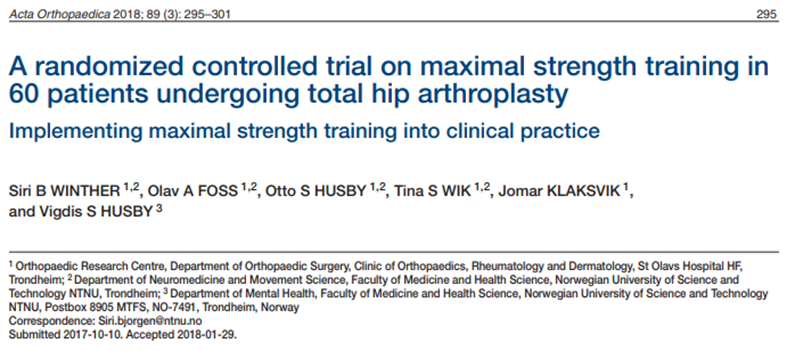 Acta Orthopaedica 2018; 89 (3): 295–301 295
A randomized controlled trial on maximal strength training in
60 patients undergoing total hip arthroplasty
Implementing maximal strength training into clinical practice
Siri B WINTHER 1,2, Olav A FOSS 1,2, Otto S HUSBY 1,2, Tina S WIK 1,2, Jomar KLAKSVIK 1,
and Vigdis S HUSBY 3
1 Orthopaedic Research Centre, Department of Orthopaedic Surgery, Clinic of Orthopaedics, Rheumatology and Dermatology, St Olavs Hospital HF,
Trondheim; 2 Department of Neuromedicine and Movement Science, Faculty of Medicine and Health Science, Norwegian University of Science and
Technology NTNU, Trondheim; 3 Department of Mental Health, Faculty of Medicine and Health Science, Norwegian University of Science and Technology
NTNU, Postbox 8905 MTFS, NO-7491, Trondheim, Norway
Correspondence: Siri.bjorgen@ntnu.no
Submitted 2017-10-10. Accepted 2018-01-29.